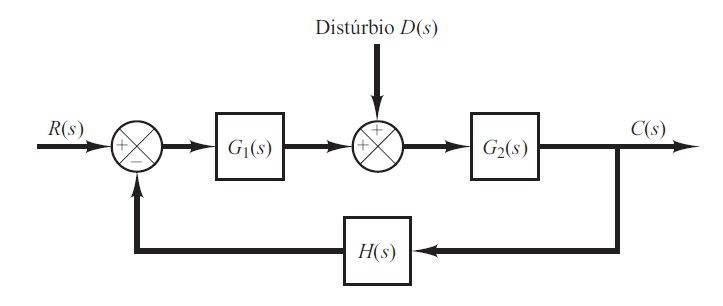 Distúrbio D(s)
R(s)
+
−
G₁(s)
+
+
G₂(s)
C(s)
H(s)